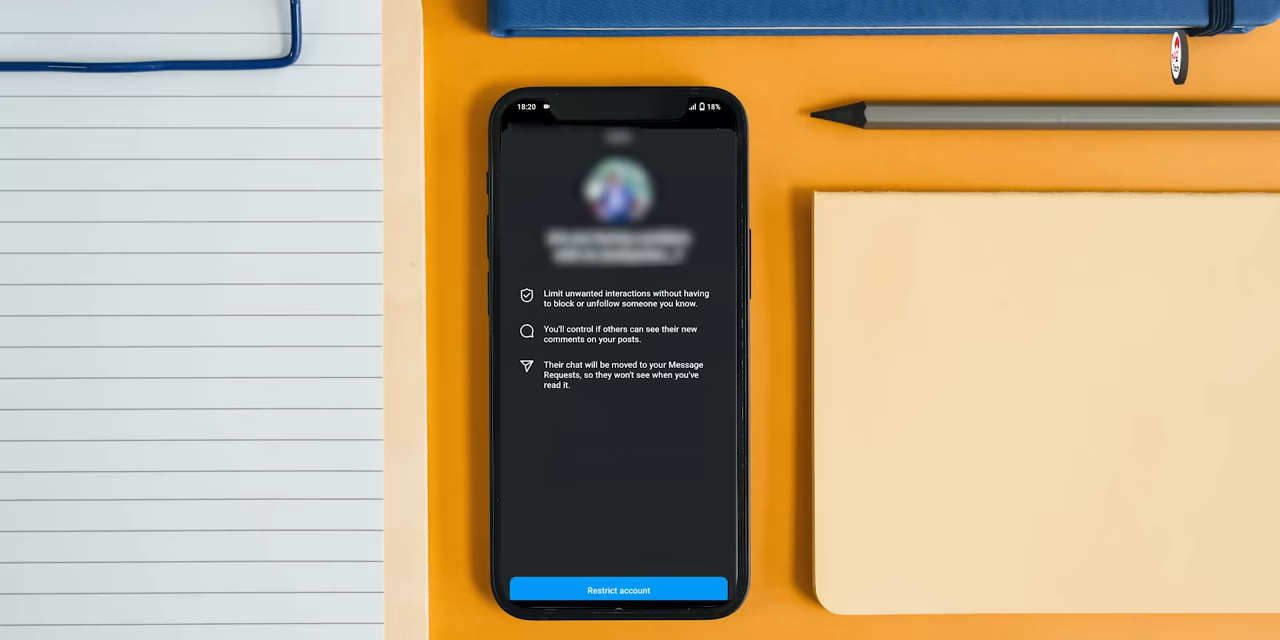 18:20
18%
Limit unwanted interactions without having
to block or unfollow someone you know.
You'll control if others can see their new
comments on your posts.
Their chat will be moved to your Message
Requests, so they won't see when you've
read it.
Restrict account